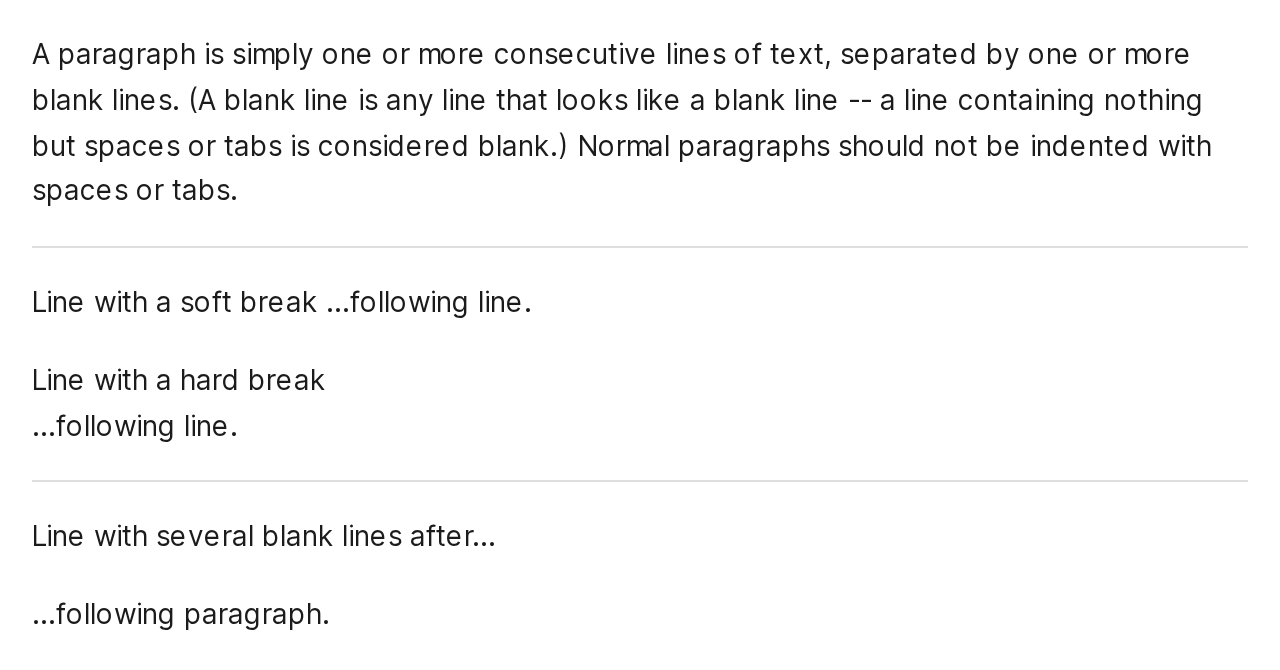 A paragraph is simply one or more consecutive lines of text, separated by one or more
blank lines. (A blank line is any line that looks like a blank line -- a line containing nothing
but spaces or tabs is considered blank.) Normal paragraphs should not be indented with
spaces or tabs.
Line with a soft break ...following line.
Line with a hard break
...following line.
Line with several blank lines after...
...following paragraph.